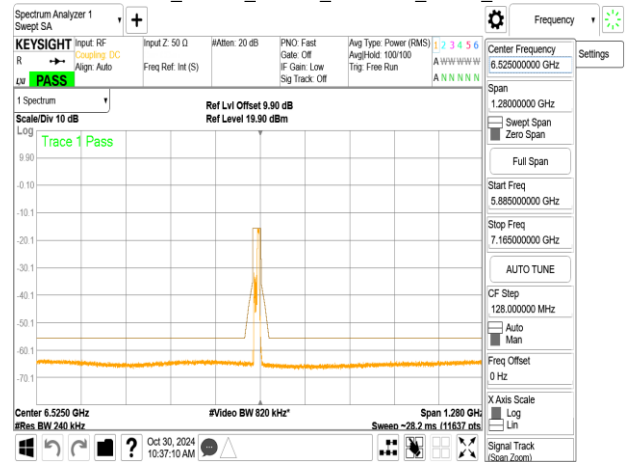 Spectrum Analyzer 1
Swept SA
+
Frequency
KEYSIGHT
R
PASS
Input: RF
Coupling: DC
Align: Auto
Input Z: 50 Ω
Freq Ref: Int (S)
#Atten: 20 dB
PNO: Fast
Gate: Off
IF Gain: Low
Sig Track: Off
Avg Type: Power (RMS)
Avg|Hold: 100/100
Trig: Free Run
1 2 3 4 5 6
A W W W W W
A N N N N N
Center Frequency
6.525000000 GHz
Settings
Span
1.28000000 GHz
Swept Span
Zero Span
Full Span
Start Freq
5.885000000 GHz
Stop Freq
7.165000000 GHz
AUTO TUNE
CF Step
128.000000 MHz
Auto
Man
Freq Offset
0 Hz
X Axis Scale
Log
Lin
Signal Track
(Span Zoom)
1 Spectrum
Scale/Div 10 dB
Ref Lvl Offset 9.90 dB
Ref Level 19.90 dBm
Log
Trace 1 Pass
9.90
-0.10
-10.1
-20.1
-30.1
-40.1
-50.1
-60.1
-70.1
Center 6.5250 GHz
#Video BW 820 kHz*
Span 1.280 GHz
#Res BW 240 kHz
Sweep ~28.2 ms (11637 pts
?
Oct 30, 2024
10:37:10 AM